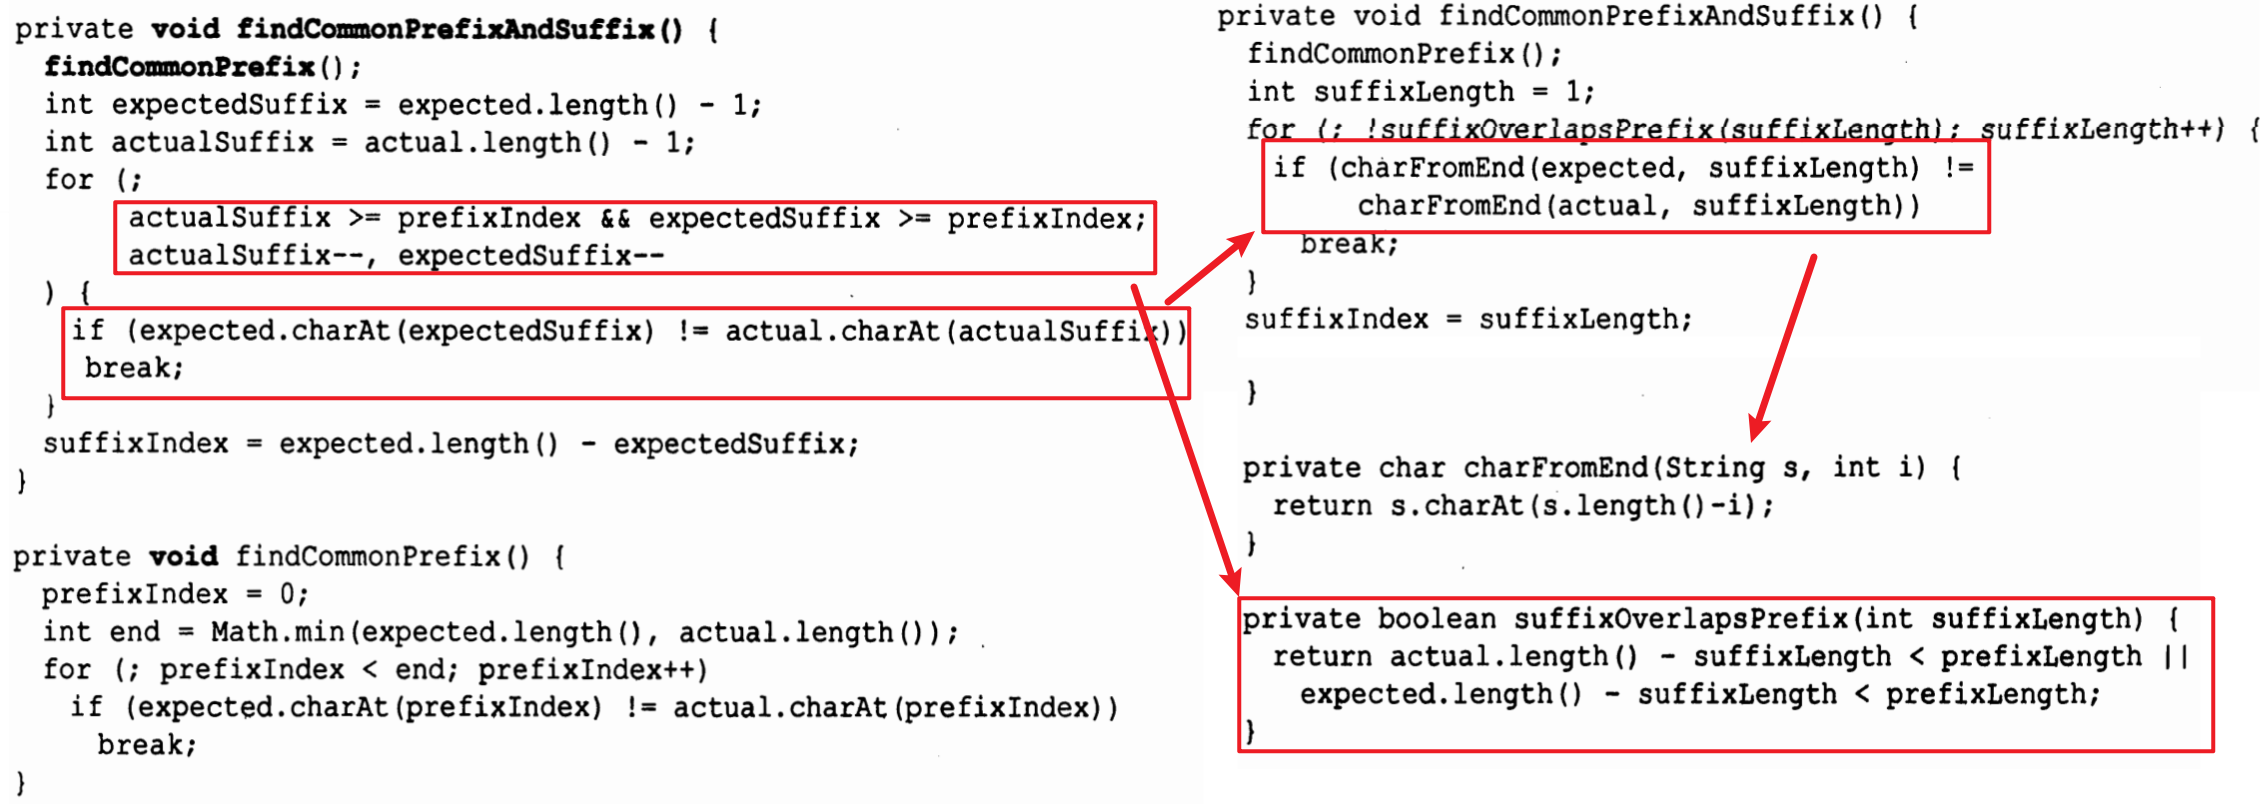 private void findCommonPrefixAndSuffix() {
  findCommonPrefix();
  int expectedSuffix = expected.length() - 1;
  int actualSuffix = actual.length() - 1;
  for (;
       actualSuffix >= prefixIndex && expectedSuffix >= prefixIndex;
       actualSuffix--, expectedSuffix--
  ) {
    if (expected.charAt(expectedSuffix) != actual.charAt(actualSuffix))
     break;
  }
  suffixIndex = expected.length() - expectedSuffix;
}
private void findCommonPrefix() {
  prefixIndex = 0;
  int end = Math.min(expected.length(), actual.length());
  for (; prefixIndex < end; prefixIndex++)
    if (expected.charAt(prefixIndex) != actual.charAt(prefixIndex))
      break;
}
private void findCommonPrefixAndSuffix() {
  findCommonPrefix();
  int suffixLength = 1;
  for (; !suffixOverlapsPrefix(suffixLength); suffixLength++) {
    if (charFromEnd(expected, suffixLength) !=
        charFromEnd(actual, suffixLength))
      break;
  }
  suffixIndex = suffixLength;
}
private char charFromEnd(String s, int i) {
  return s.charAt(s.length()-i);
}
private boolean suffixOverlapsPrefix(int suffixLength) {
  return actual.length() - suffixLength < prefixLength ||
    expected.length() - suffixLength < prefixLength;
}